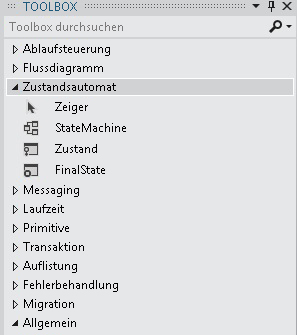 TOOLBOX
Toolbox durchsuchen
Ablaufsteuerung
Flussdiagramm
Zustandsautomat
Zeiger
StateMachine
Zustand
FinalState
Messaging
Laufzeit
Primitive
Transaktion
Auflistung
Fehlerbehandlung
Migration
Allgemein